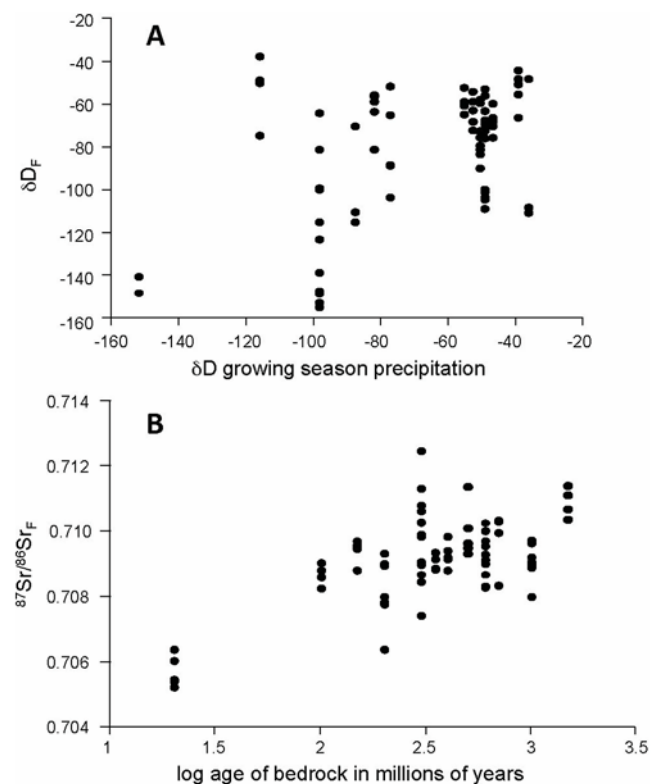 A
-20
-40
-60
-80
-100
-120
-140
-160
δD_F
-160 -140 -120 -100 -80 -60 -40 -20
δD growing season precipitation
B
0.714
0.712
0.710
0.708
0.706
0.704
⁸⁷Sr/⁸⁶Sr_F
1 1.5 2 2.5 3 3.5
log age of bedrock in millions of years